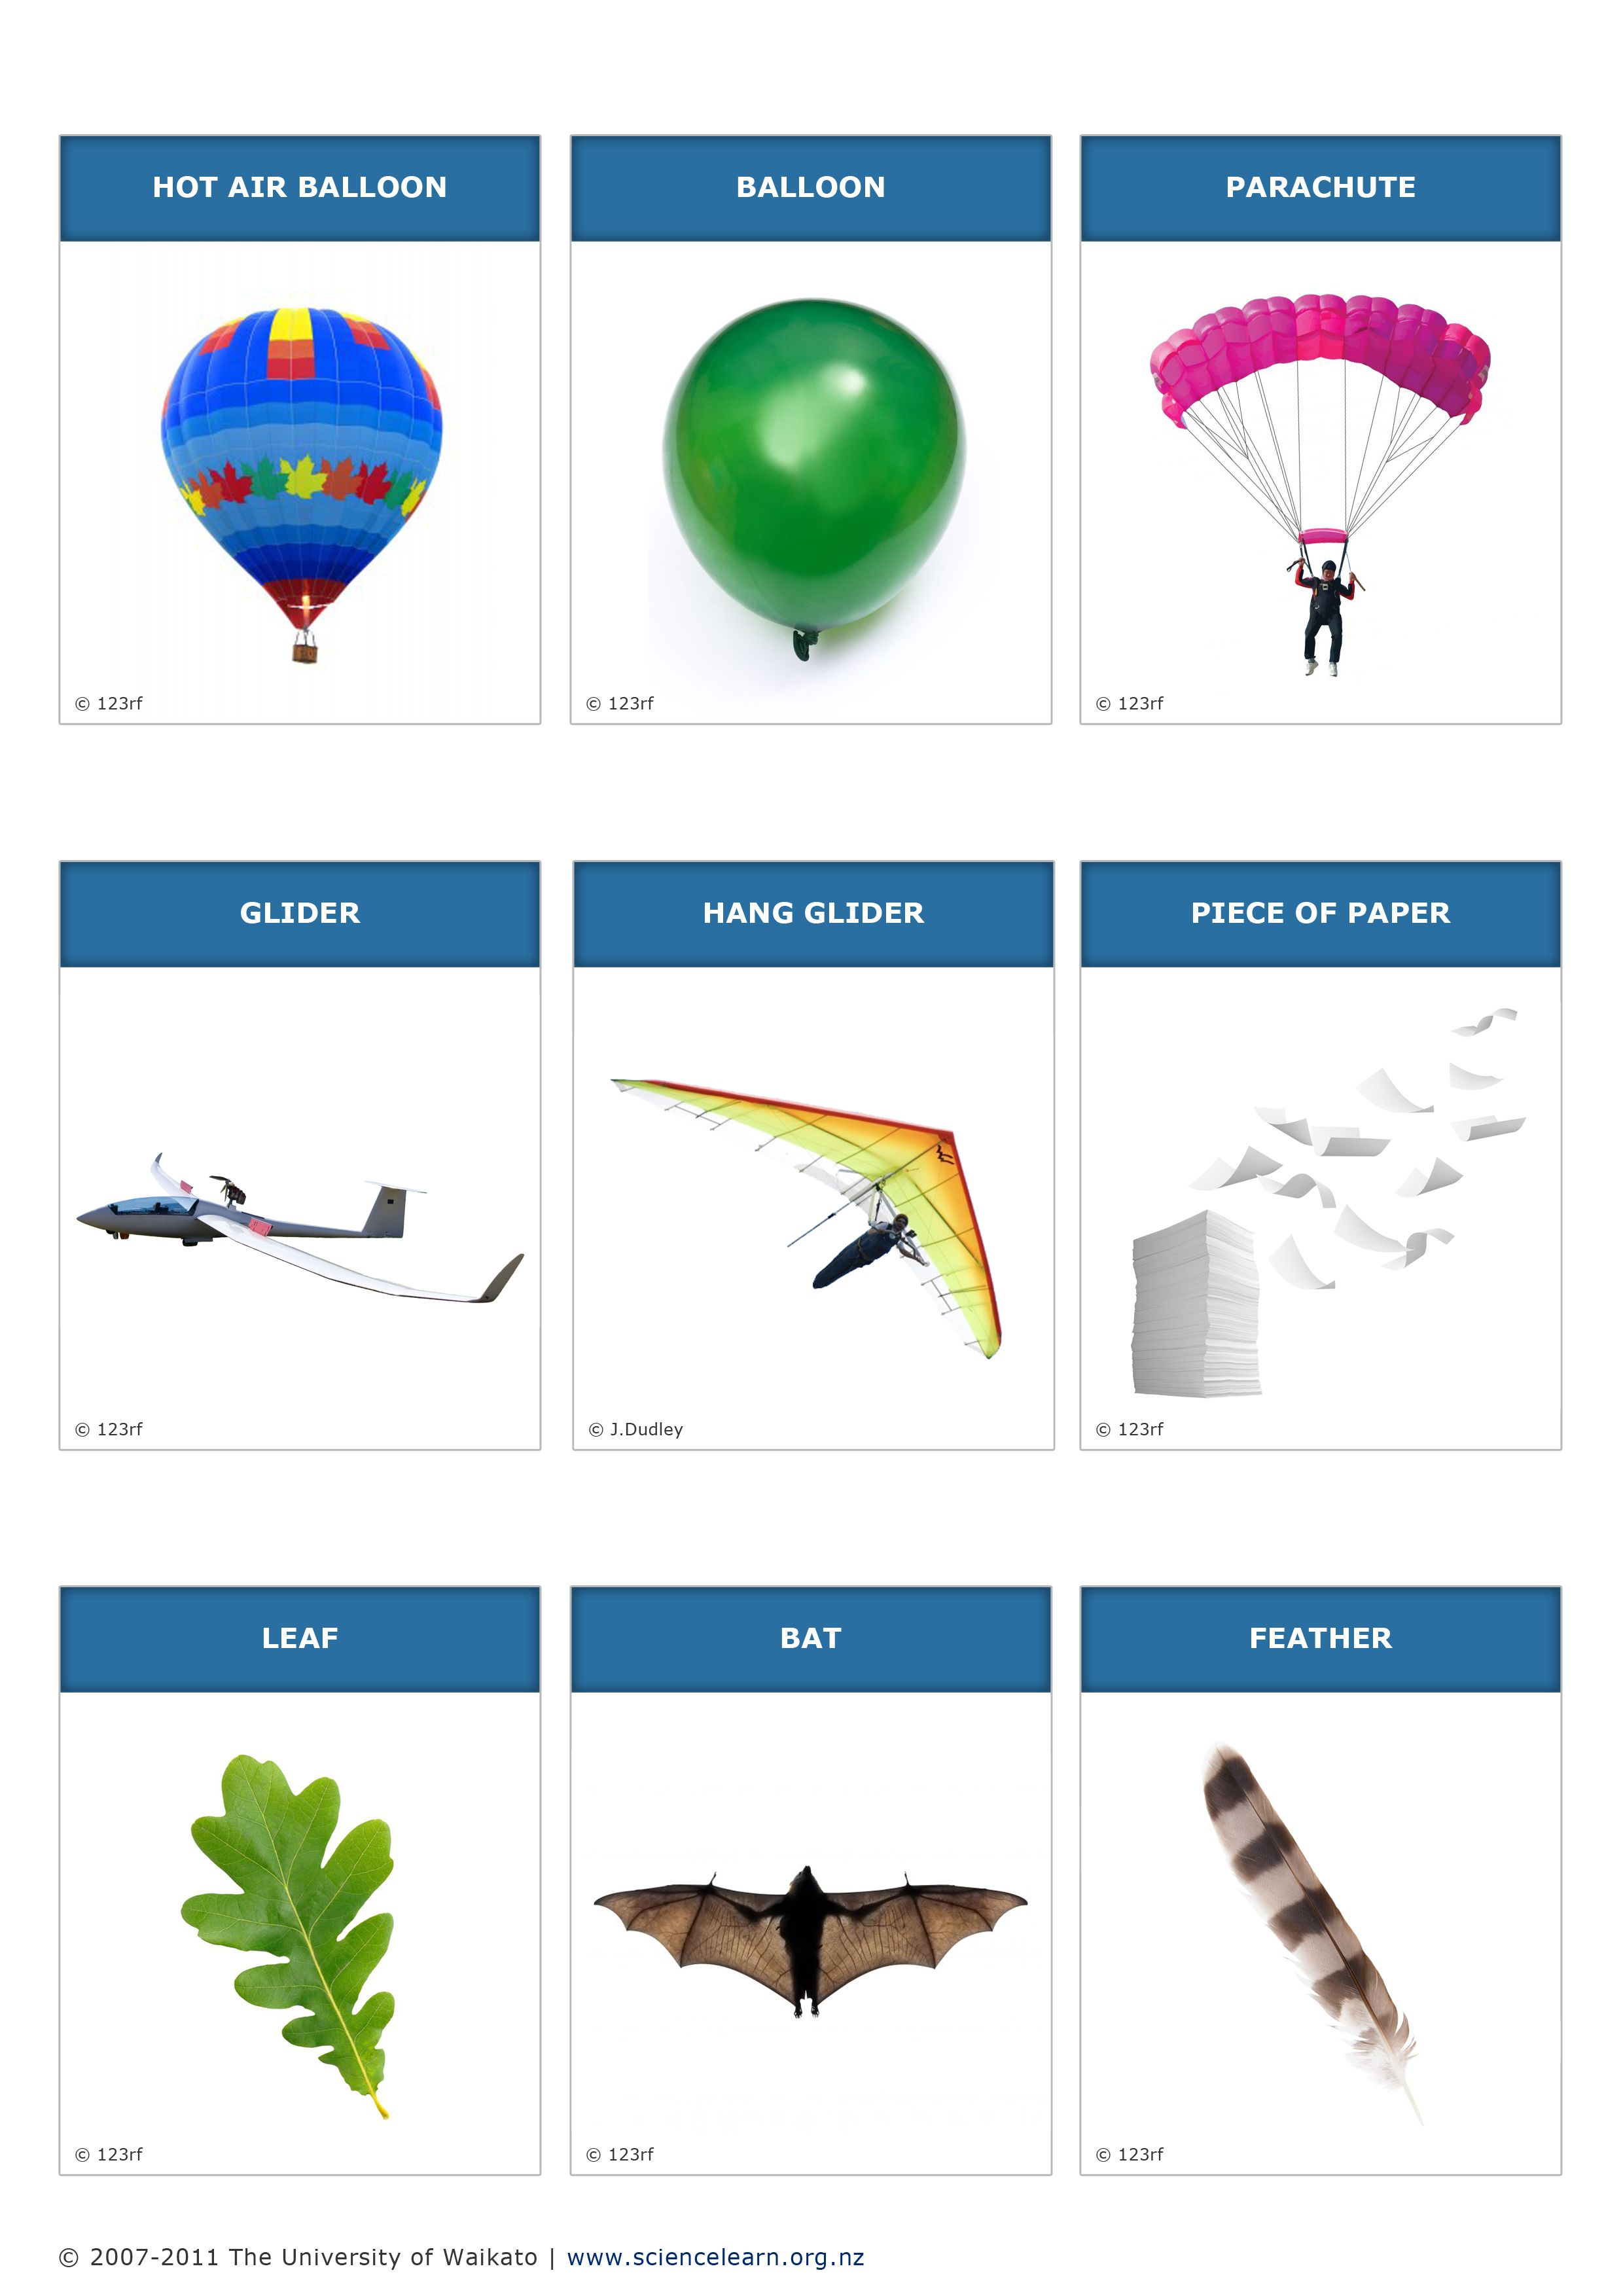 HOT AIR BALLOON
BALLOON
PARACHUTE
© 123rf
© 123rf
© 123rf
GLIDER
HANG GLIDER
PIECE OF PAPER
© 123rf
© J.Dudley
© 123rf
LEAF
BAT
FEATHER
© 123rf
© 123rf
© 123rf
© 2007-2011 The University of Waikato | www.sciencelearn.org.nz